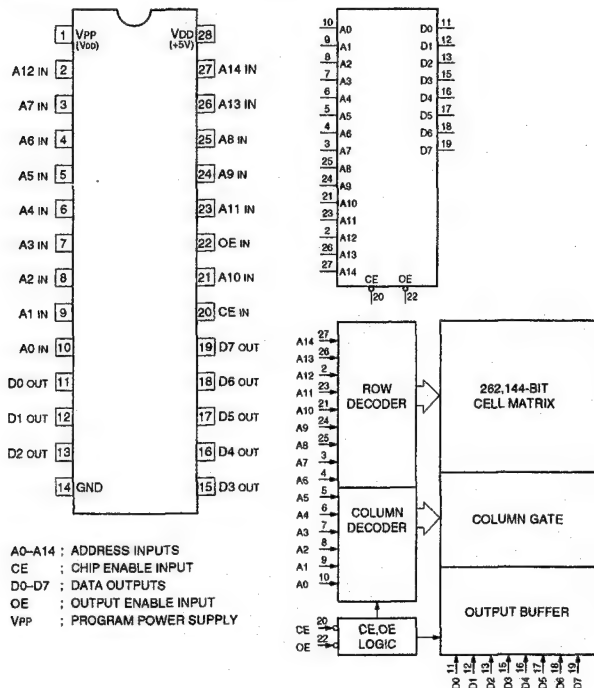 1 VPP (VDD) VDD (+5V) 28
A12 IN 2 27 A14 IN
A7 IN 3 26 A13 IN
A6 IN 4 25 A8 IN
A5 IN 5 24 A9 IN
A4 IN 6 23 A11 IN
A3 IN 7 22 OE IN
A2 IN 8 21 A10 IN
A1 IN 9 20 CE IN
A0 IN 10 19 D7 OUT
D0 OUT 11 18 D6 OUT
D1 OUT 12 17 D5 OUT
D2 OUT 13 16 D4 OUT
14 GND 15 D3 OUT
A0–A14 ; ADDRESS INPUTS
CE ; CHIP ENABLE INPUT
D0–D7 ; DATA OUTPUTS
OE ; OUTPUT ENABLE INPUT
VPP ; PROGRAM POWER SUPPLY
10 A0 D0 11
9 A1 D1 12
8 A2 D2 13
7 A3 D3 15
6 A4 D4 16
5 A5 D5 17
4 A6 D6 18
3 A7 D7 19
25 A8
24 A9
21 A10
23 A11
2 A12
26 A13
27 A14
CE OE
20 22
A14 27
A13 26
A12 2
A11 23
A10 21
A9 24
A8 25
A7 3
A6 4
A5 5
A4 6
A3 7
A2 8
A1 9
A0 10
ROW
DECODER
262,144-BIT
CELL MATRIX
COLUMN
DECODER
COLUMN GATE
OUTPUT BUFFER
CE 20
OE 22
CE,OE
LOGIC
11 12 13 15 16 17 18 19
D0 D1 D2 D3 D4 D5 D6 D7